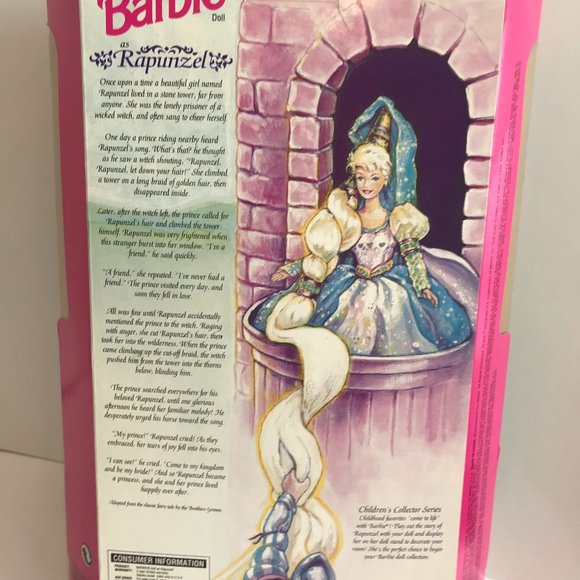 Barbie
Doll
as
Rapunzel
Once upon a time a beautiful girl named
Rapunzel lived in a stone tower, far from
anyone. She was the lonely prisoner of a
wicked witch, and often sang to cheer herself.
One day a prince riding nearby heard
Rapunzel's song. "What's that? he thought
as he saw a witch shouting, "Rapunzel,
Rapunzel, let down your hair!" She climbed
a tower on a long braid of golden hair, then
disappeared inside.
Later, after the witch left, the prince called for
Rapunzel's hair and climbed the tower
himself. Rapunzel was very frightened when
this stranger burst into her window. "I'm a
friend," he said quickly.
"A friend," she repeated. "I've never had a
friend." The prince visited every day, and
soon they fell in love.
All was fine until Rapunzel accidentally
mentioned the prince to the witch. Raging
with anger, she cut Rapunzel's hair, then
took her into the wilderness. When the prince
came climbing up the cut-off braid, the witch
pushed him from the tower into the thorns
below, blinding him.
The prince searched everywhere for his
beloved Rapunzel, until one glorious
afternoon he heard her familiar melody! He
desperately urged his horse toward the song.
"My prince!" Rapunzel cried! As they
embraced, her tears of joy fell into his eyes.
"I can see!" he cried. "Come to my kingdom
and be my bride!" And so Rapunzel became
a princess, and she and her prince lived
happily ever after.
Adapted from the classic fairy tale by the Brothers Grimm.
Children's Collector Series
Childhood favorites "come to life"
with Barbie®! Play out the story of
Rapunzel with your doll and display
her on her doll stand to decorate your
room! She's the perfect choice to begin
your Barbie doll collection.
CONSUMER INFORMATION